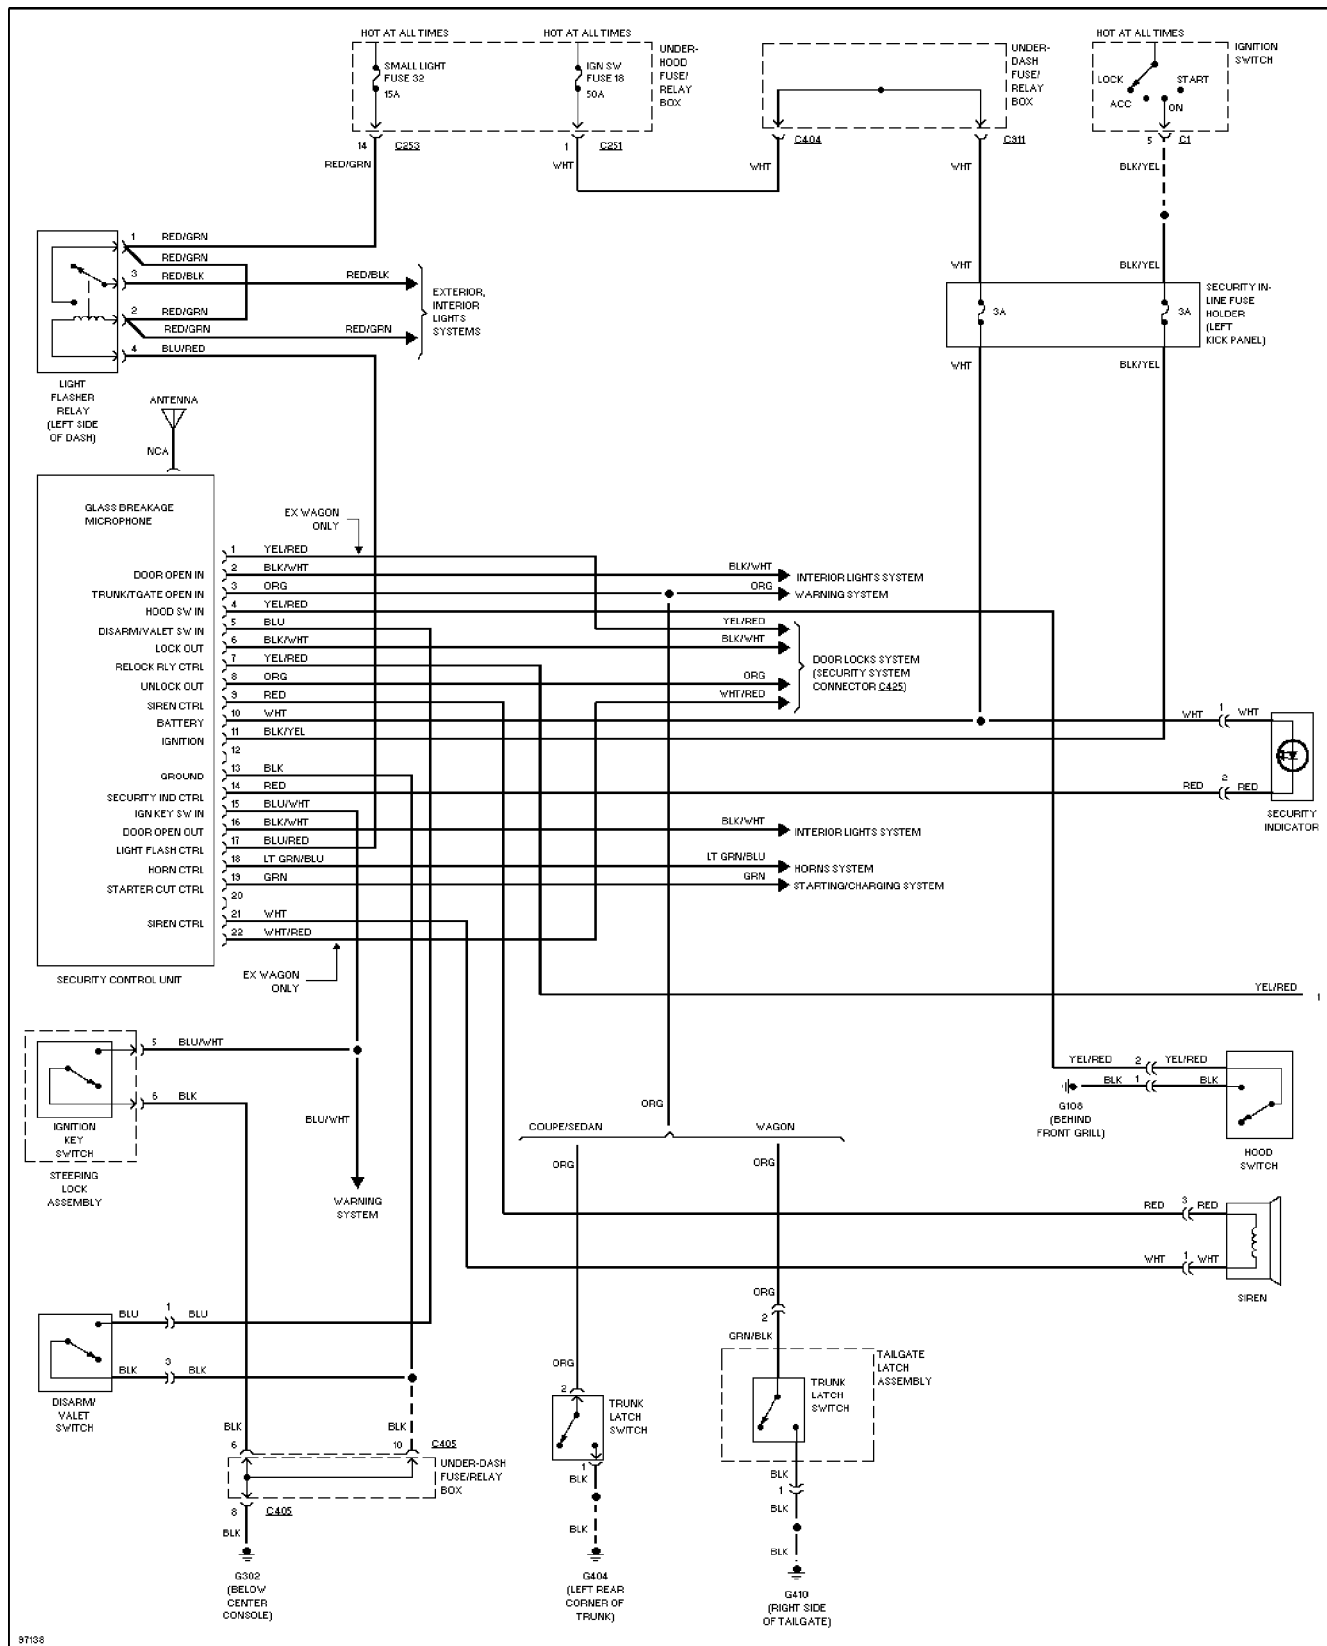 HOT AT ALL TIMES
HOT AT ALL TIMES
HOT AT ALL TIMES
SMALL LIGHT
FUSE 32
15A
IGN SW
FUSE 18
50A
UNDER-
HOOD
FUSE/
RELAY
BOX
UNDER-
DASH
FUSE/
RELAY
BOX
IGNITION
SWITCH
LOCK
START
ACC
ON
14
C253
1
C251
C404
C911
5
C1
RED/GRN
WHT
WHT
WHT
BLK/YEL
1
RED/GRN
RED/GRN
3
RED/BLK
RED/BLK
2
RED/GRN
RED/GRN
RED/GRN
4
BLU/RED
EXTERIOR,
INTERIOR
LIGHTS
SYSTEMS
WHT
BLK/YEL
3A
3A
SECURITY IN-
LINE FUSE
HOLDER
(LEFT
KICK PANEL)
WHT
BLK/YEL
LIGHT
FLASHER
RELAY
(LEFT SIDE
OF DASH)
ANTENNA
NCA
GLASS BREAKAGE
MICROPHONE
EX WAGON
ONLY
1 YEL/RED
DOOR OPEN IN 2 BLK/WHT BLK/WHT INTERIOR LIGHTS SYSTEM
TRUNK/TGATE OPEN IN 3 ORG ORG WARNING SYSTEM
HOOD SW IN 4 YEL/RED
DISARM/VALET SW IN 5 BLU YEL/RED
LOCK OUT 6 BLK/WHT BLK/WHT
RELOCK RLY CTRL 7 YEL/RED
UNLOCK OUT 8 ORG ORG
SIREN CTRL 9 RED WHT/RED
DOOR LOCKS SYSTEM
(SECURITY SYSTEM
CONNECTOR C425)
BATTERY 10 WHT WHT 1 WHT
IGNITION 11 BLK/YEL
12
GROUND 13 BLK
SECURITY IND CTRL 14 RED RED 2 RED
IGN KEY SW IN 15 BLU/WHT
SECURITY
INDICATOR
DOOR OPEN OUT 16 BLK/WHT BLK/WHT INTERIOR LIGHTS SYSTEM
LIGHT FLASH CTRL 17 BLU/RED
HORN CTRL 18 LT GRN/BLU LT GRN/BLU HORNS SYSTEM
STARTER CUT CTRL 19 GRN GRN STARTING/CHARGING SYSTEM
20
SIREN CTRL 21 WHT
22 WHT/RED
SECURITY CONTROL UNIT
EX WAGON
ONLY
YEL/RED
1
5 BLU/WHT
6 BLK
IGNITION
KEY
SWITCH
STEERING
LOCK
ASSEMBLY
BLU/WHT
WARNING
SYSTEM
YEL/RED 2 YEL/RED
BLK 1 BLK
G108
(BEHIND
FRONT GRILL)
HOOD
SWITCH
ORG
COUPE/SEDAN
WAGON
ORG
ORG
RED 3 RED
WHT 1 WHT
SIREN
BLU 1 BLU
BLK 3 BLK
DISARM/
VALET
SWITCH
ORG
2
GRN/BLK
TAILGATE
LATCH
ASSEMBLY
TRUNK
LATCH
SWITCH
ORG
2
TRUNK
LATCH
SWITCH
1
BLK
BLK
G404
(LEFT REAR
CORNER OF
TRUNK)
BLK
1
BLK
BLK
G410
(RIGHT SIDE
OF TAILGATE)
BLK
BLK
6
10
C405
UNDER-DASH
FUSE/RELAY
BOX
8
C405
BLK
G302
(BELOW
CENTER
CONSOLE)
97138